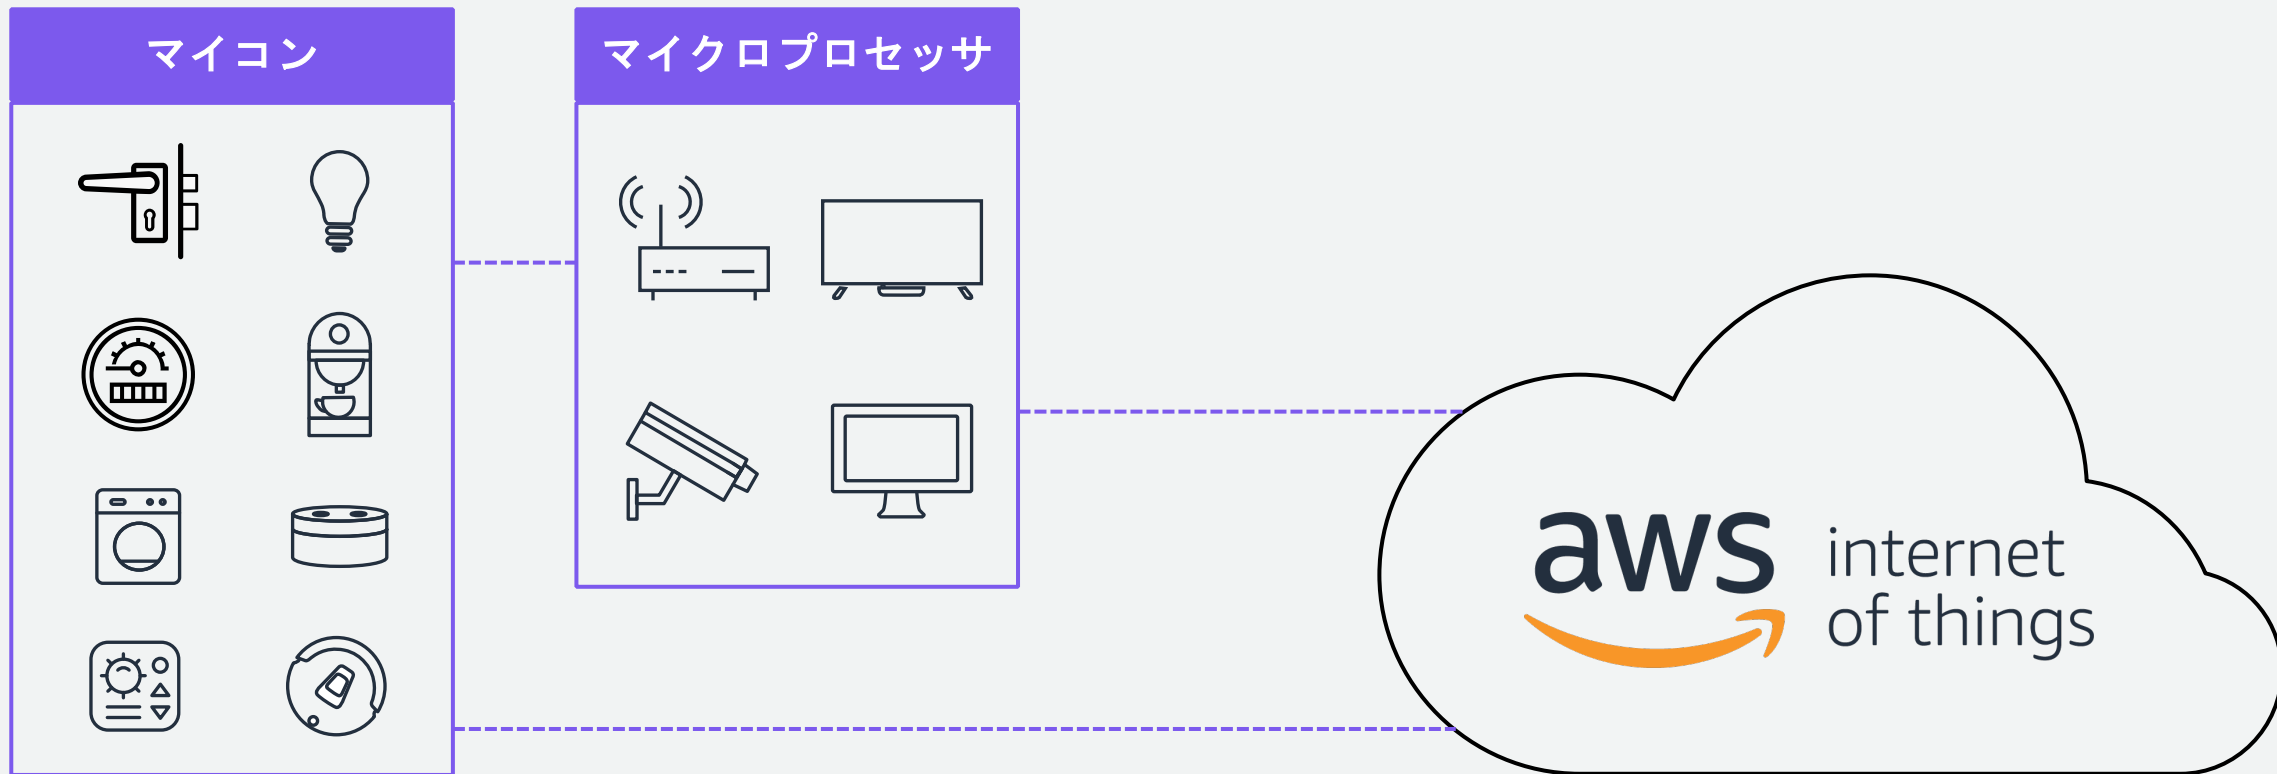 マイコン
マイクロプロセッサ
aws
internet
of things